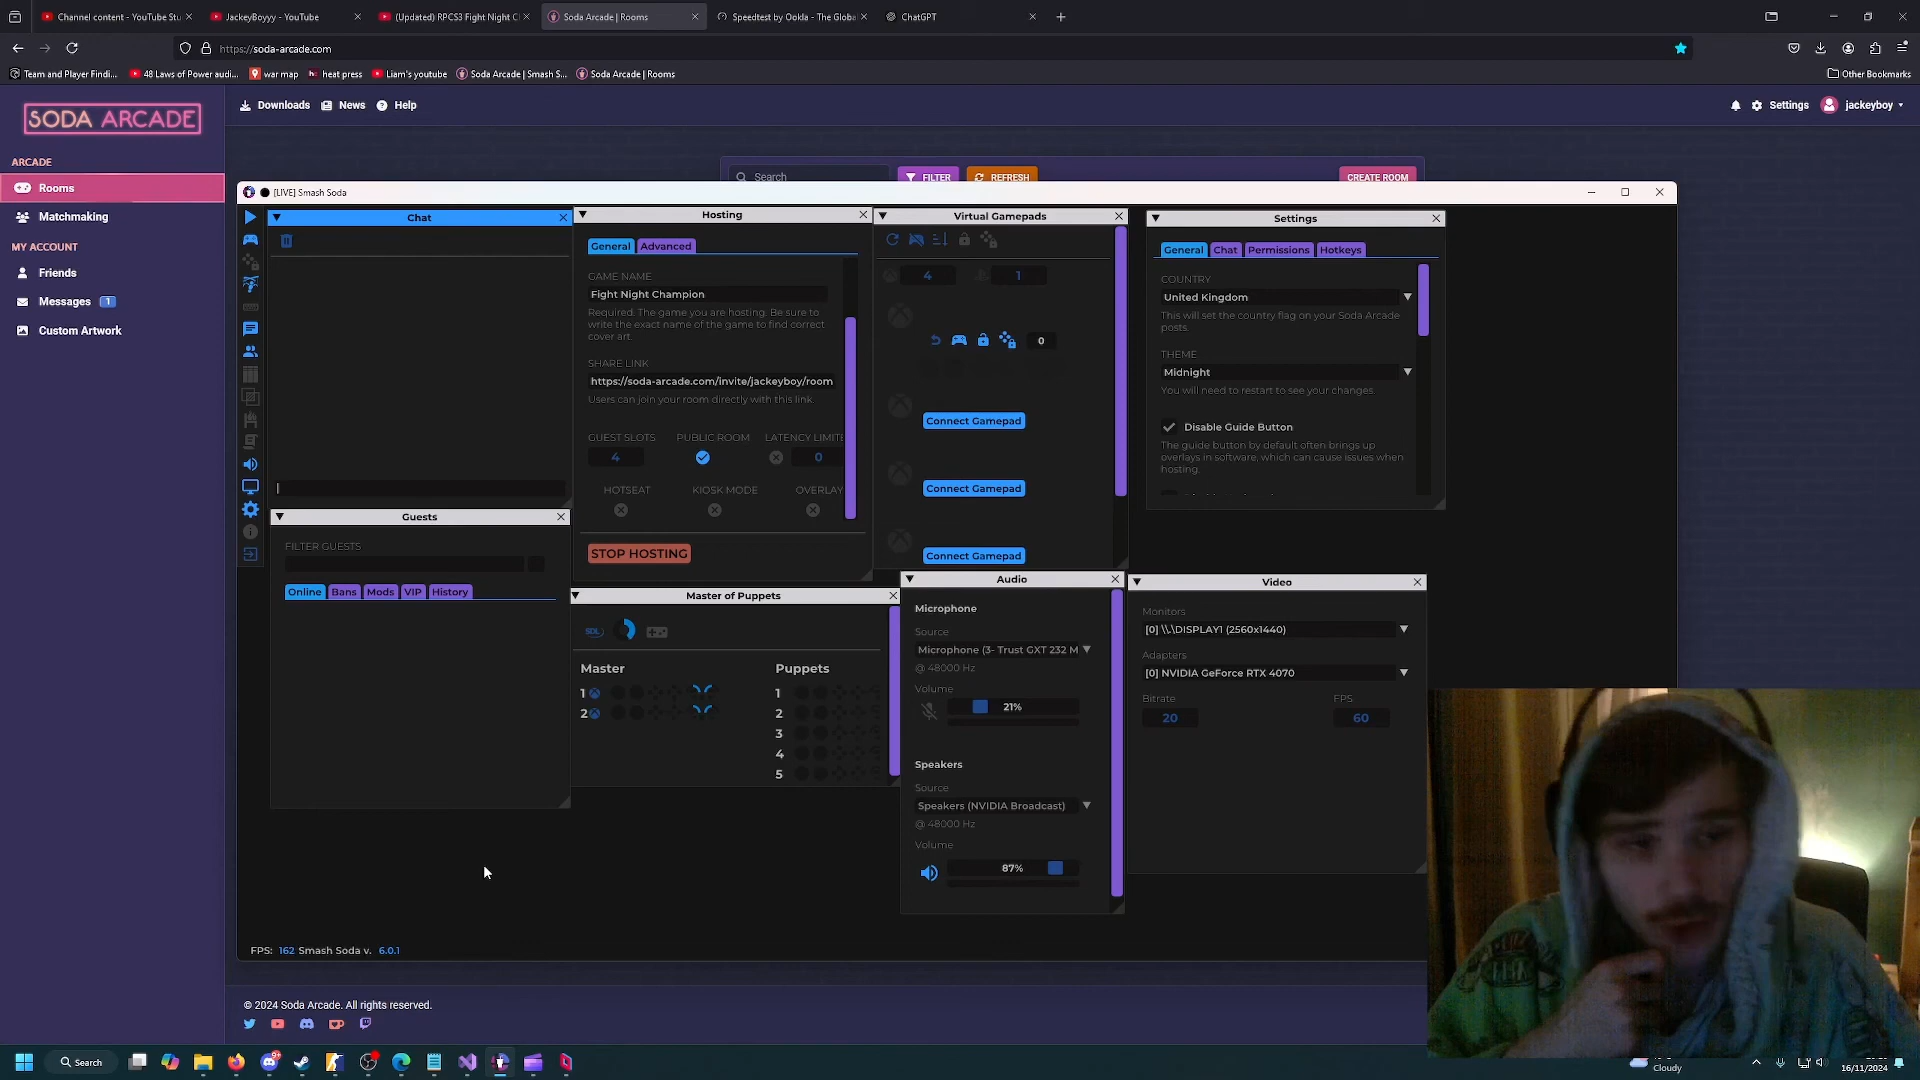 Channel content - YouTube Stu
JackeyBoyyy - YouTube
(Updated) RPCS3 Fight Night C
Soda Arcade | Rooms
Speedtest by Ookla - The Globa
ChatGPT
https://soda-arcade.com
Team and Player Findi...
48 Laws of Power audi...
war map
heat press
Liam's youtube
Soda Arcade | Smash S...
Soda Arcade | Rooms
Other Bookmarks
SODA ARCADE
Downloads
News
Help
Settings
jackeyboy
ARCADE
Rooms
Matchmaking
MY ACCOUNT
Friends
Messages 1
Custom Artwork
Search
FILTER
REFRESH
CREATE ROOM
[LIVE] Smash Soda
Chat
Hosting
General
Advanced
GAME NAME
Fight Night Champion
Required. The game you are hosting. Be sure to
write the exact name of the game to find correct
cover art.
SHARE LINK
https://soda-arcade.com/invite/jackeyboy/room
Users can join your room directly with this link.
GUEST SLOTS
PUBLIC ROOM
LATENCY LIMITE
4
0
HOTSEAT
KIOSK MODE
OVERLAY
STOP HOSTING
Virtual Gamepads
4
1
0
Connect Gamepad
Connect Gamepad
Connect Gamepad
Settings
General
Chat
Permissions
Hotkeys
COUNTRY
United Kingdom
This will set the country flag on your Soda Arcade
posts.
THEME
Midnight
You will need to restart to see your changes
Disable Guide Button
The guide button by default often brings up
overlays in software, which can cause issues when
hosting.
Guests
FILTER GUESTS
Online
Bans
Mods
VIP
History
Master of Puppets
SDL
Master
Puppets
1
2
1
2
3
4
5
Audio
Microphone
Source
Microphone (3- Trust GXT 232 M
@ 48000 Hz
Volume
21%
Speakers
Source
Speakers (NVIDIA Broadcast)
@ 48000 Hz
Volume
87%
Video
Monitors
[0] \\.\DISPLAY1 (2560x1440)
Adapters
[0] NVIDIA GeForce RTX 4070
Bitrate
FPS
20
60
FPS: 162 Smash Soda v. 6.0.1
© 2024 Soda Arcade. All rights reserved.
Search
Cloudy
16/11/2024